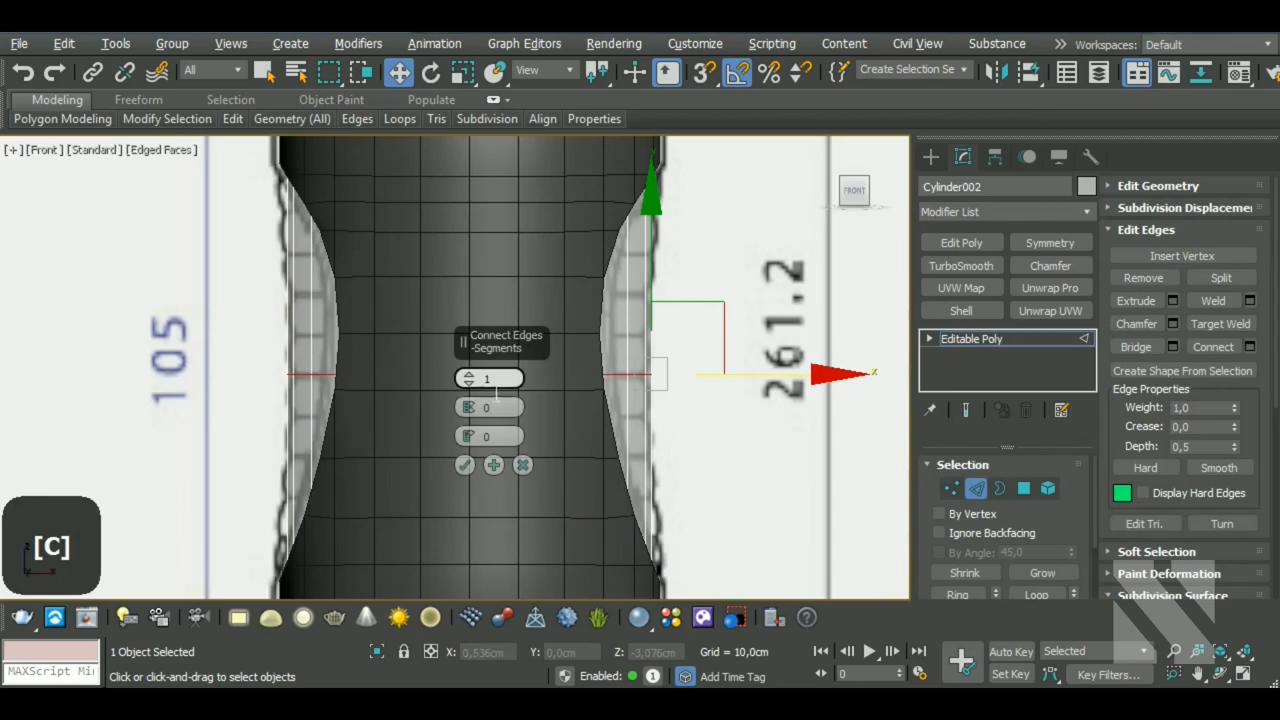 File Edit Tools Group Views Create Modifiers Animation Graph Editors Rendering Customize Scripting Content Civil View Substance Workspaces: Default
All View Create Selection Se
Modeling Freeform Selection Object Paint Populate
Polygon Modeling Modify Selection Edit Geometry (All) Edges Loops Tris Subdivision Align Properties
[+] [Front] [Standard] [Edged Faces]
FRONT
105
261.2
x
Connect Edges
-Segments
1
0
0
[C]
Cylinder002
Modifier List
Edit Poly Symmetry
TurboSmooth Chamfer
UVW Map Unwrap Pro
Shell Unwrap UVW
Editable Poly
Selection
By Vertex
Ignore Backfacing
By Angle: 45,0
Shrink Grow
Ring Loop
Edit Geometry
Subdivision Displacemen
Edit Edges
Insert Vertex
Remove Split
Extrude Weld
Chamfer Target Weld
Bridge Connect
Create Shape From Selection
Edge Properties
Weight: 1,0
Crease: 0,0
Depth: 0,5
Hard Smooth
Display Hard Edges
Edit Tri. Turn
Soft Selection
Paint Deformation
Subdivision Surface
1 Object Selected X: 0,536cm Y: 0,0cm Z: -3,076cm Grid = 10,0cm Auto Key Selected
MAXScript Mi Click or click-and-drag to select objects Enabled: 1 Add Time Tag 0 Set Key Key Filters...